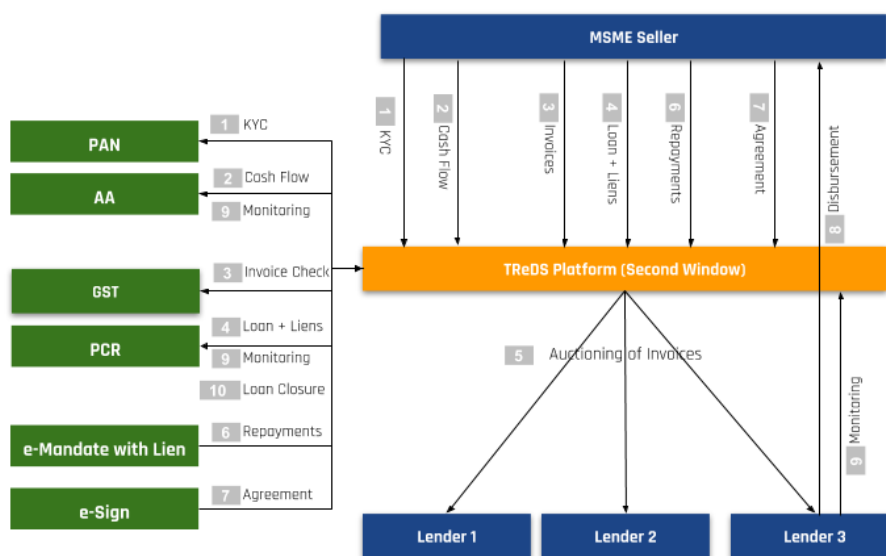 MSME Seller
1 KYC
2 Cash Flow
3 Invoices
4 Loan + Liens
6 Repayments
7 Agreement
8 Disbursement
1 KYC
PAN
2 Cash Flow
AA
9 Monitoring
TReDS Platform (Second Window)
3 Invoice Check
GST
4 Loan + Liens
PCR
9 Monitoring
10 Loan Closure
5 Auctioning of Invoices
9 Monitoring
6 Repayments
e-Mandate with Lien
7 Agreement
e-Sign
Lender 1
Lender 2
Lender 3